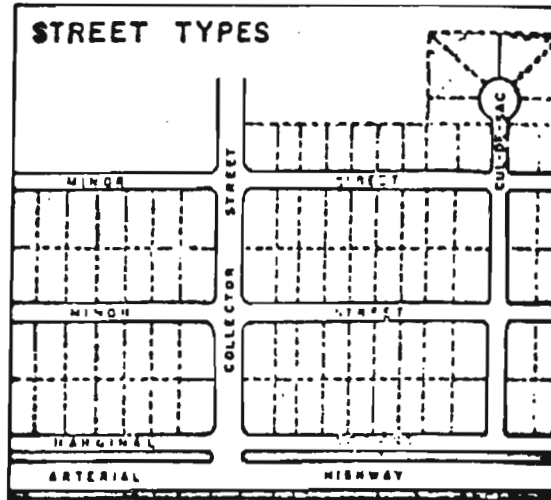 STREET TYPES
CUL-DE-SAC
MINOR STREET
COLLECTOR STREET
MINOR STREET
MARGINAL
ARTERIAL HIGHWAY